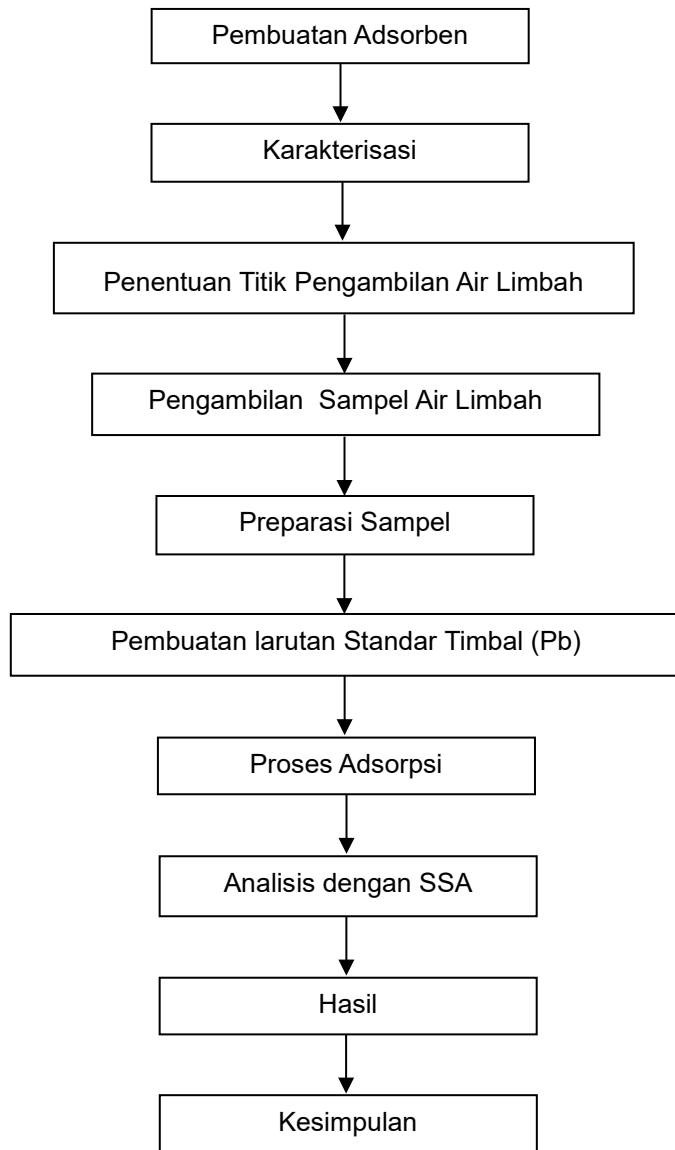 Pembuatan Adsorben
Karakterisasi
Penentuan Titik Pengambilan Air Limbah
Pengambilan  Sampel Air Limbah
Preparasi Sampel
Pembuatan larutan Standar Timbal (Pb)
Proses Adsorpsi
Analisis dengan SSA
Hasil
Kesimpulan